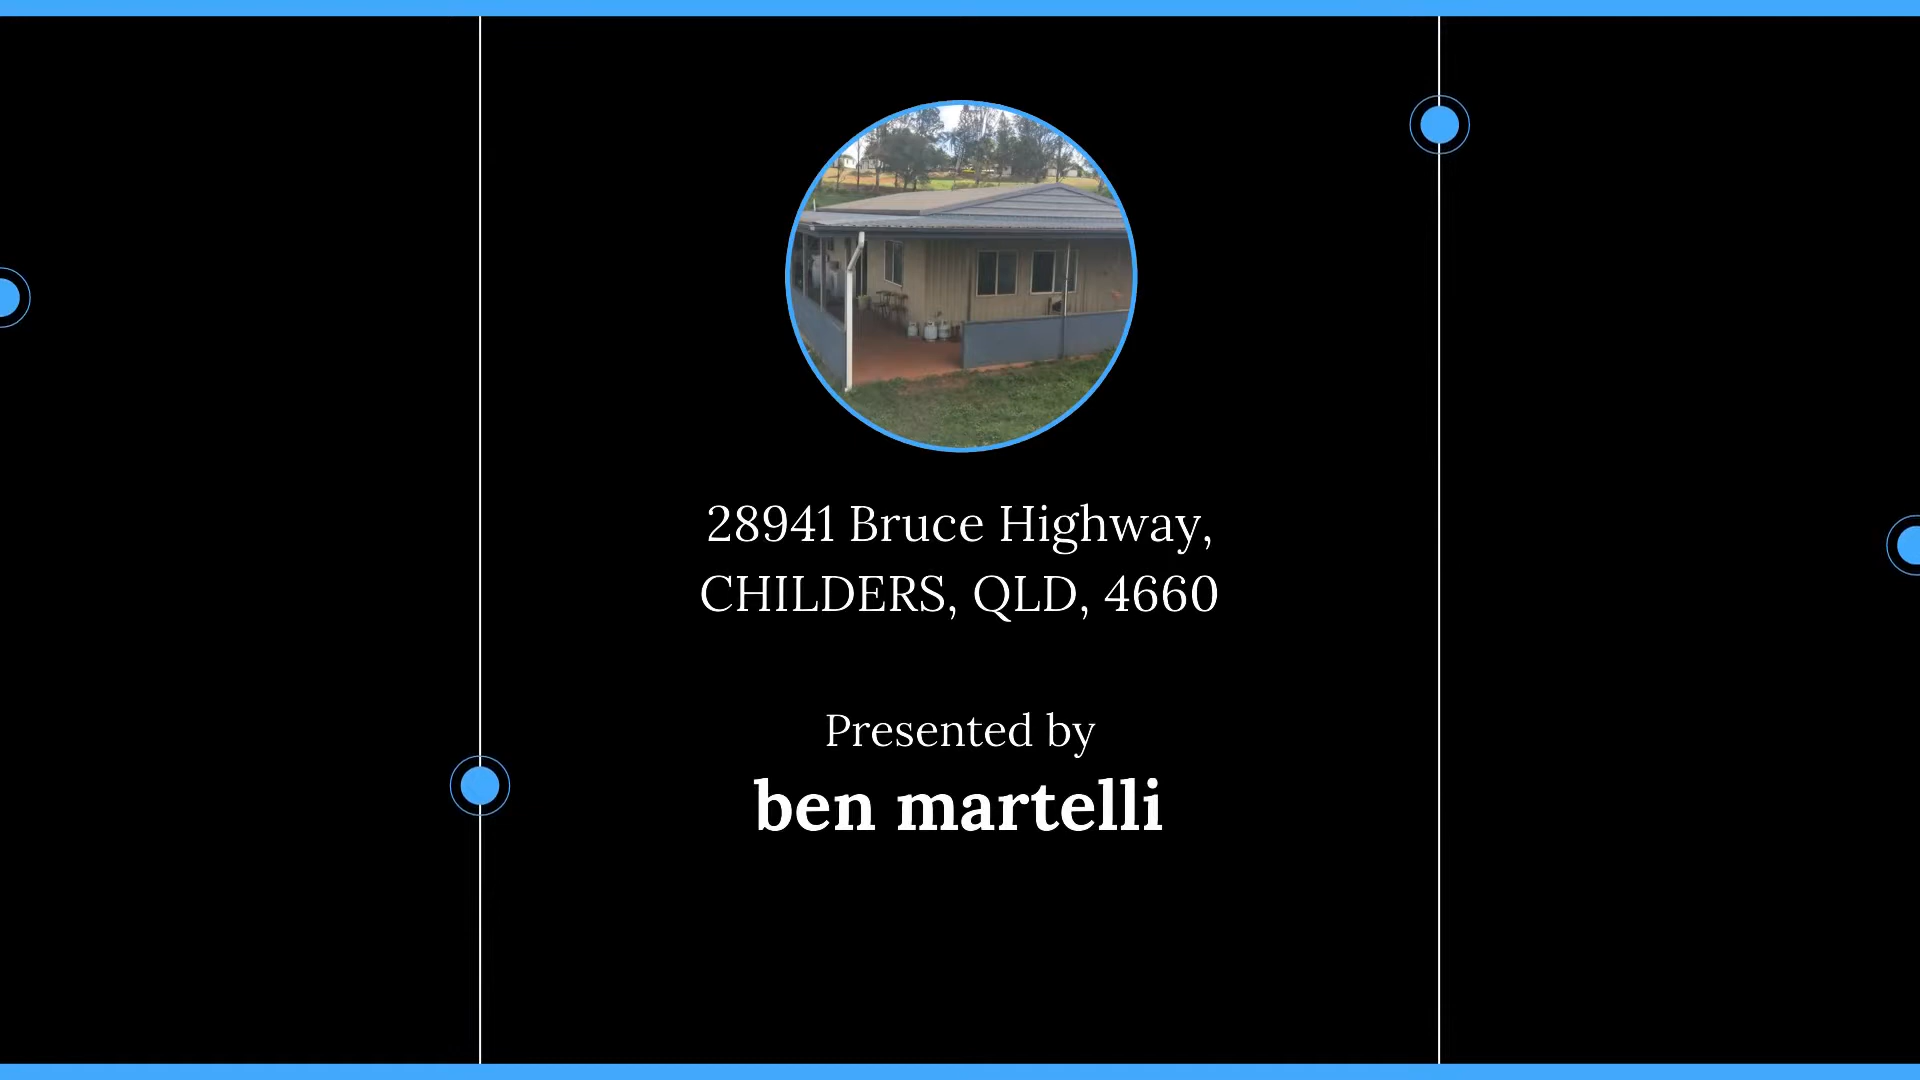 28941 Bruce Highway,
CHILDERS, QLD, 4660
Presented by
ben martelli